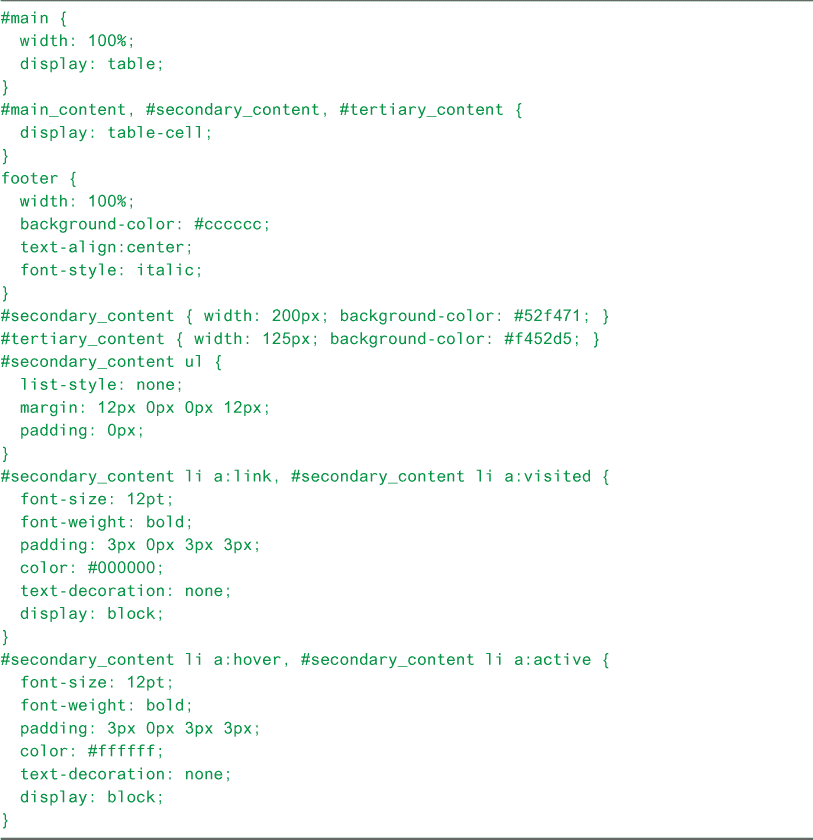 #main {
  width: 100%;
  display: table;
}
#main_content, #secondary_content, #tertiary_content {
  display: table-cell;
}
footer {
  width: 100%;
  background-color: #cccccc;
  text-align:center;
  font-style: italic;
}
#secondary_content { width: 200px; background-color: #52f471; }
#tertiary_content { width: 125px; background-color: #f452d5; }
#secondary_content ul {
  list-style: none;
  margin: 12px 0px 0px 12px;
  padding: 0px;
}
#secondary_content li a:link, #secondary_content li a:visited {
  font-size: 12pt;
  font-weight: bold;
  padding: 3px 0px 3px 3px;
  color: #000000;
  text-decoration: none;
  display: block;
}
#secondary_content li a:hover, #secondary_content li a:active {
  font-size: 12pt;
  font-weight: bold;
  padding: 3px 0px 3px 3px;
  color: #ffffff;
  text-decoration: none;
  display: block;
}